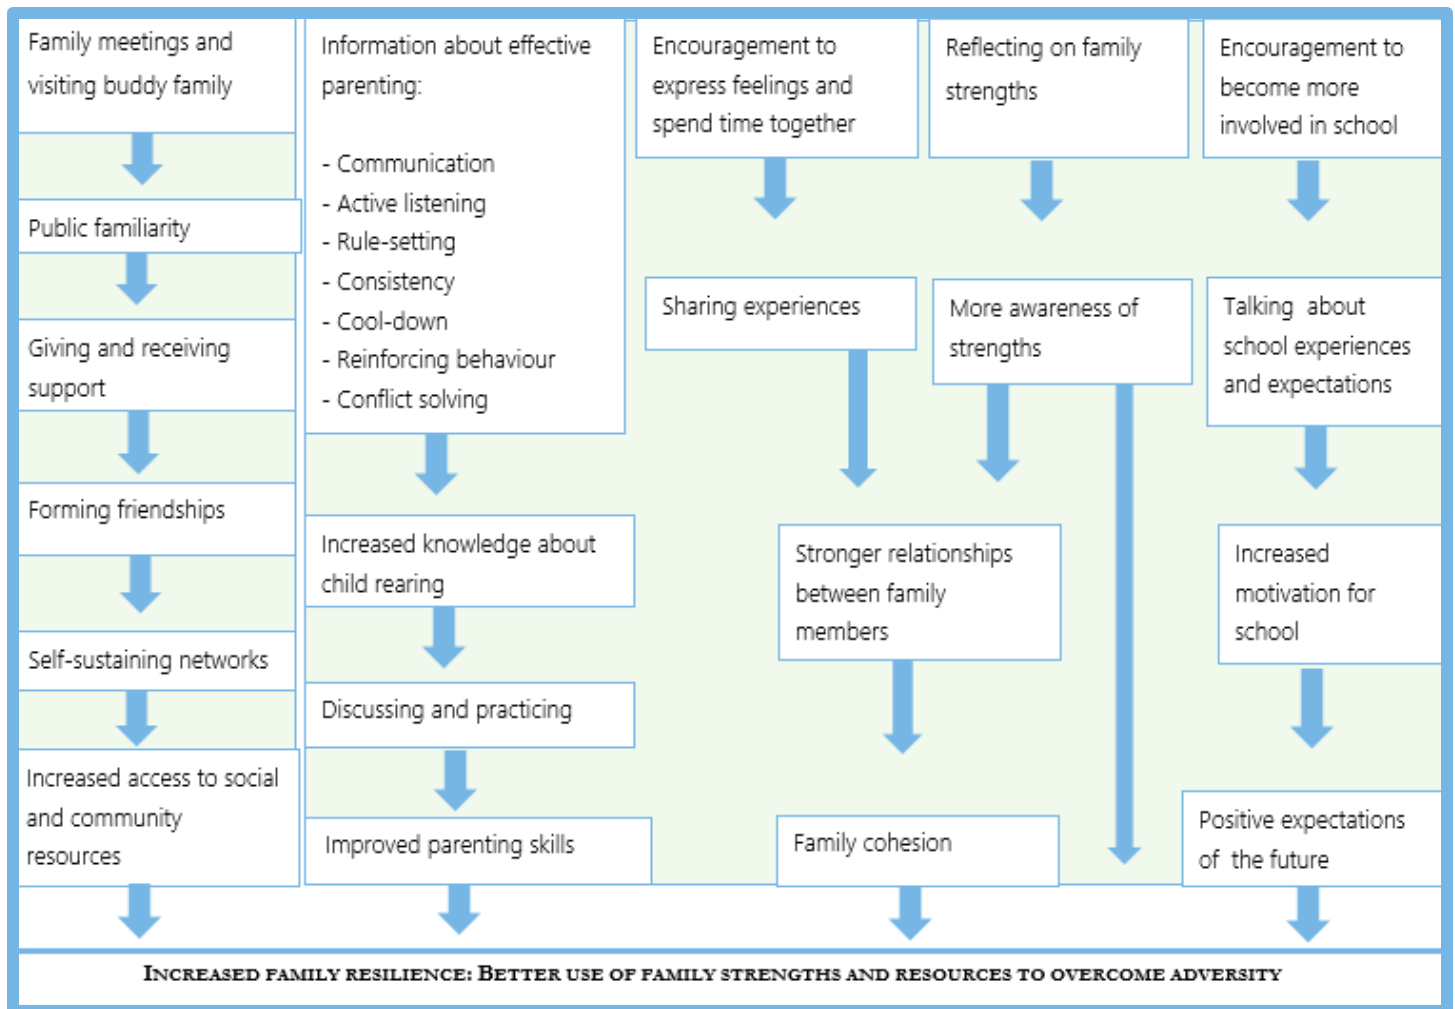 Family meetings and
visiting buddy family
Public familiarity
Giving and receiving
support
Forming friendships
Self-sustaining networks
Increased access to social
and community
resources
Information about effective
parenting:
- Communication
- Active listening
- Rule-setting
- Consistency
- Cool-down
- Reinforcing behaviour
- Conflict solving
Increased knowledge about
child rearing
Discussing and practicing
Improved parenting skills
Encouragement to
express feelings and
spend time together
Sharing experiences
Reflecting on family
strengths
More awareness of
strengths
Stronger relationships
between family
members
Family cohesion
Encouragement to
become more
involved in school
Talking about
school experiences
and expectations
Increased
motivation for
school
Positive expectations
of the future
INCREASED FAMILY RESILIENCE: BETTER USE OF FAMILY STRENGTHS AND RESOURCES TO OVERCOME ADVERSITY